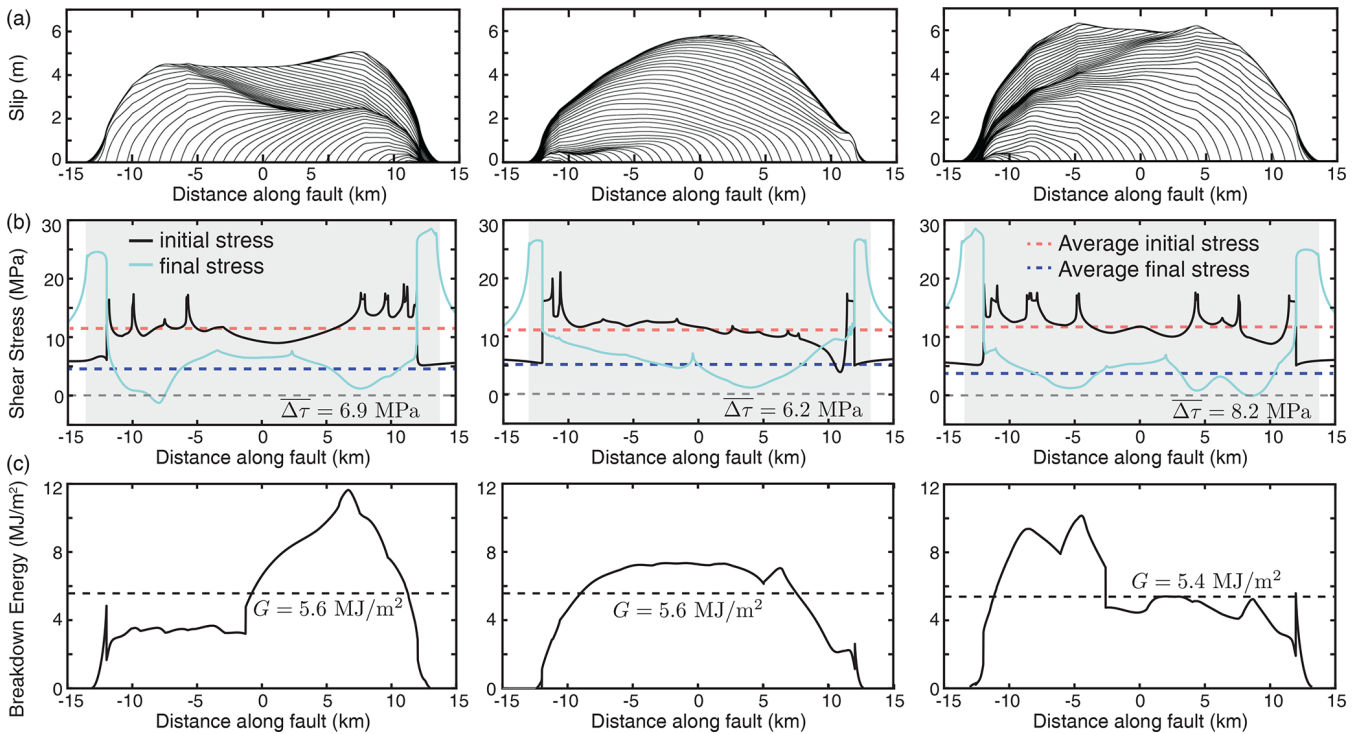 (a)
Slip (m)
6
4
2
0
-15 -10 -5 0 5 10 15
Distance along fault (km)
6
4
2
0
-15 -10 -5 0 5 10 15
Distance along fault (km)
6
4
2
0
-15 -10 -5 0 5 10 15
Distance along fault (km)
(b)
Shear Stress (MPa)
30
20
10
0
initial stress
final stress
Δτ = 6.9 MPa
-15 -10 -5 0 5 10 15
Distance along fault (km)
30
20
10
0
Δτ = 6.2 MPa
-15 -10 -5 0 5 10 15
Distance along fault (km)
30
20
10
0
Average initial stress
Average final stress
Δτ = 8.2 MPa
-15 -10 -5 0 5 10 15
Distance along fault (km)
(c)
Breakdown Energy (MJ/m²)
12
8
4
0
G = 5.6 MJ/m²
-15 -10 -5 0 5 10 15
Distance along fault (km)
12
8
4
0
G = 5.6 MJ/m²
-15 -10 -5 0 5 10 15
Distance along fault (km)
12
8
4
0
G = 5.4 MJ/m²
-15 -10 -5 0 5 10 15
Distance along fault (km)